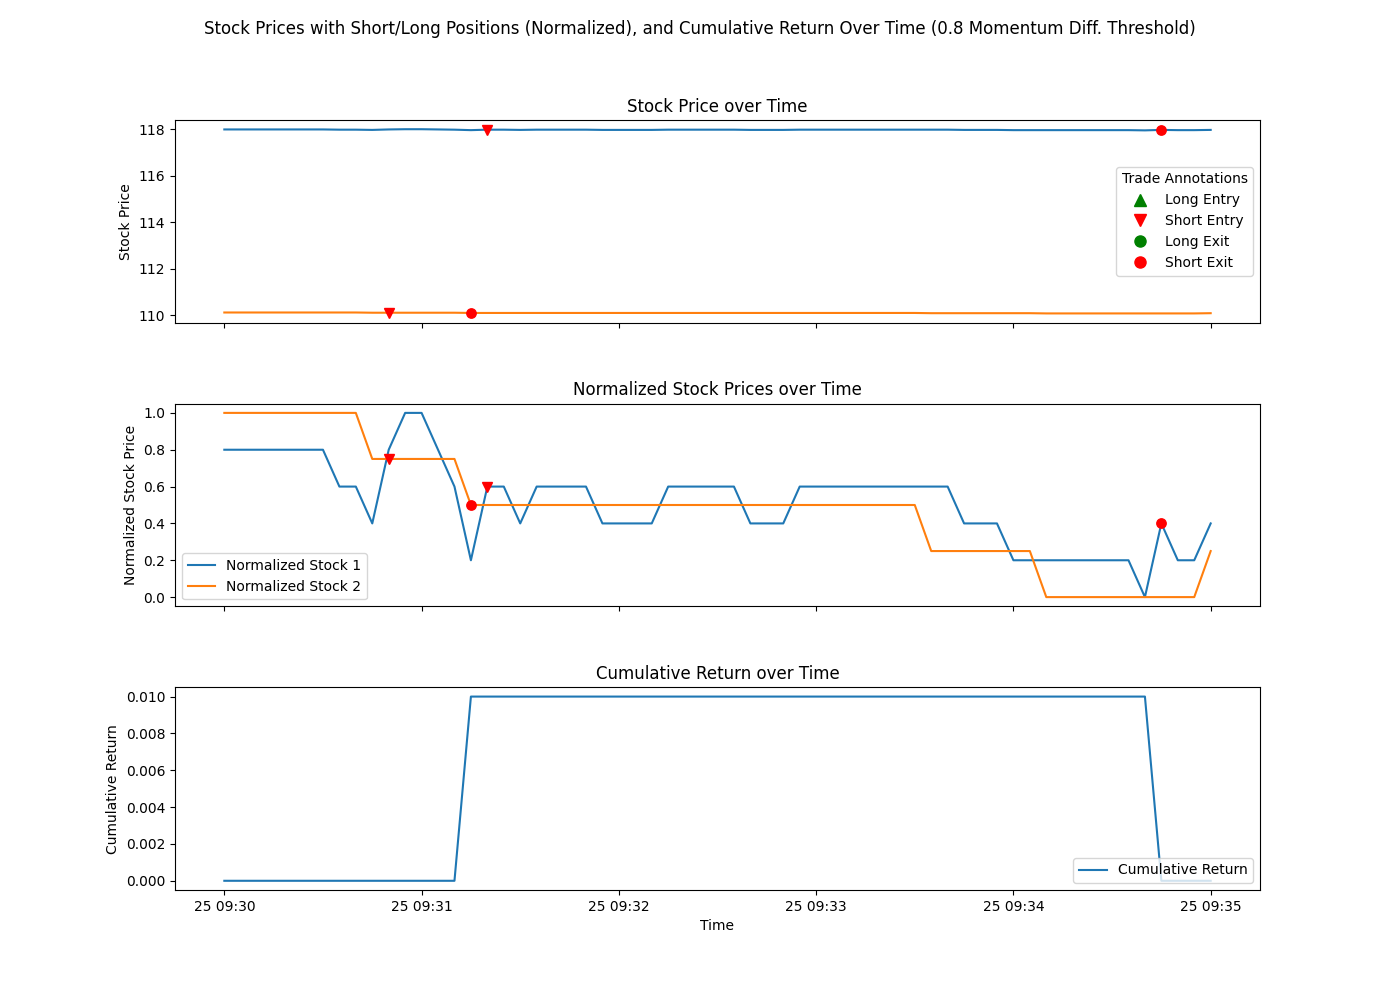 Stock Prices with Short/Long Positions (Normalized), and Cumulative Return Over Time (0.8 Momentum Diff. Threshold)
Stock Price over Time
Stock Price
118
116
114
112
110
Trade Annotations
Long Entry
Short Entry
Long Exit
Short Exit
Normalized Stock Prices over Time
Normalized Stock Price
1.0
0.8
0.6
0.4
0.2
0.0
Normalized Stock 1
Normalized Stock 2
Cumulative Return over Time
Cumulative Return
0.010
0.008
0.006
0.004
0.002
0.000
Cumulative Return
25 09:30 25 09:31 25 09:32 25 09:33 25 09:34 25 09:35
Time